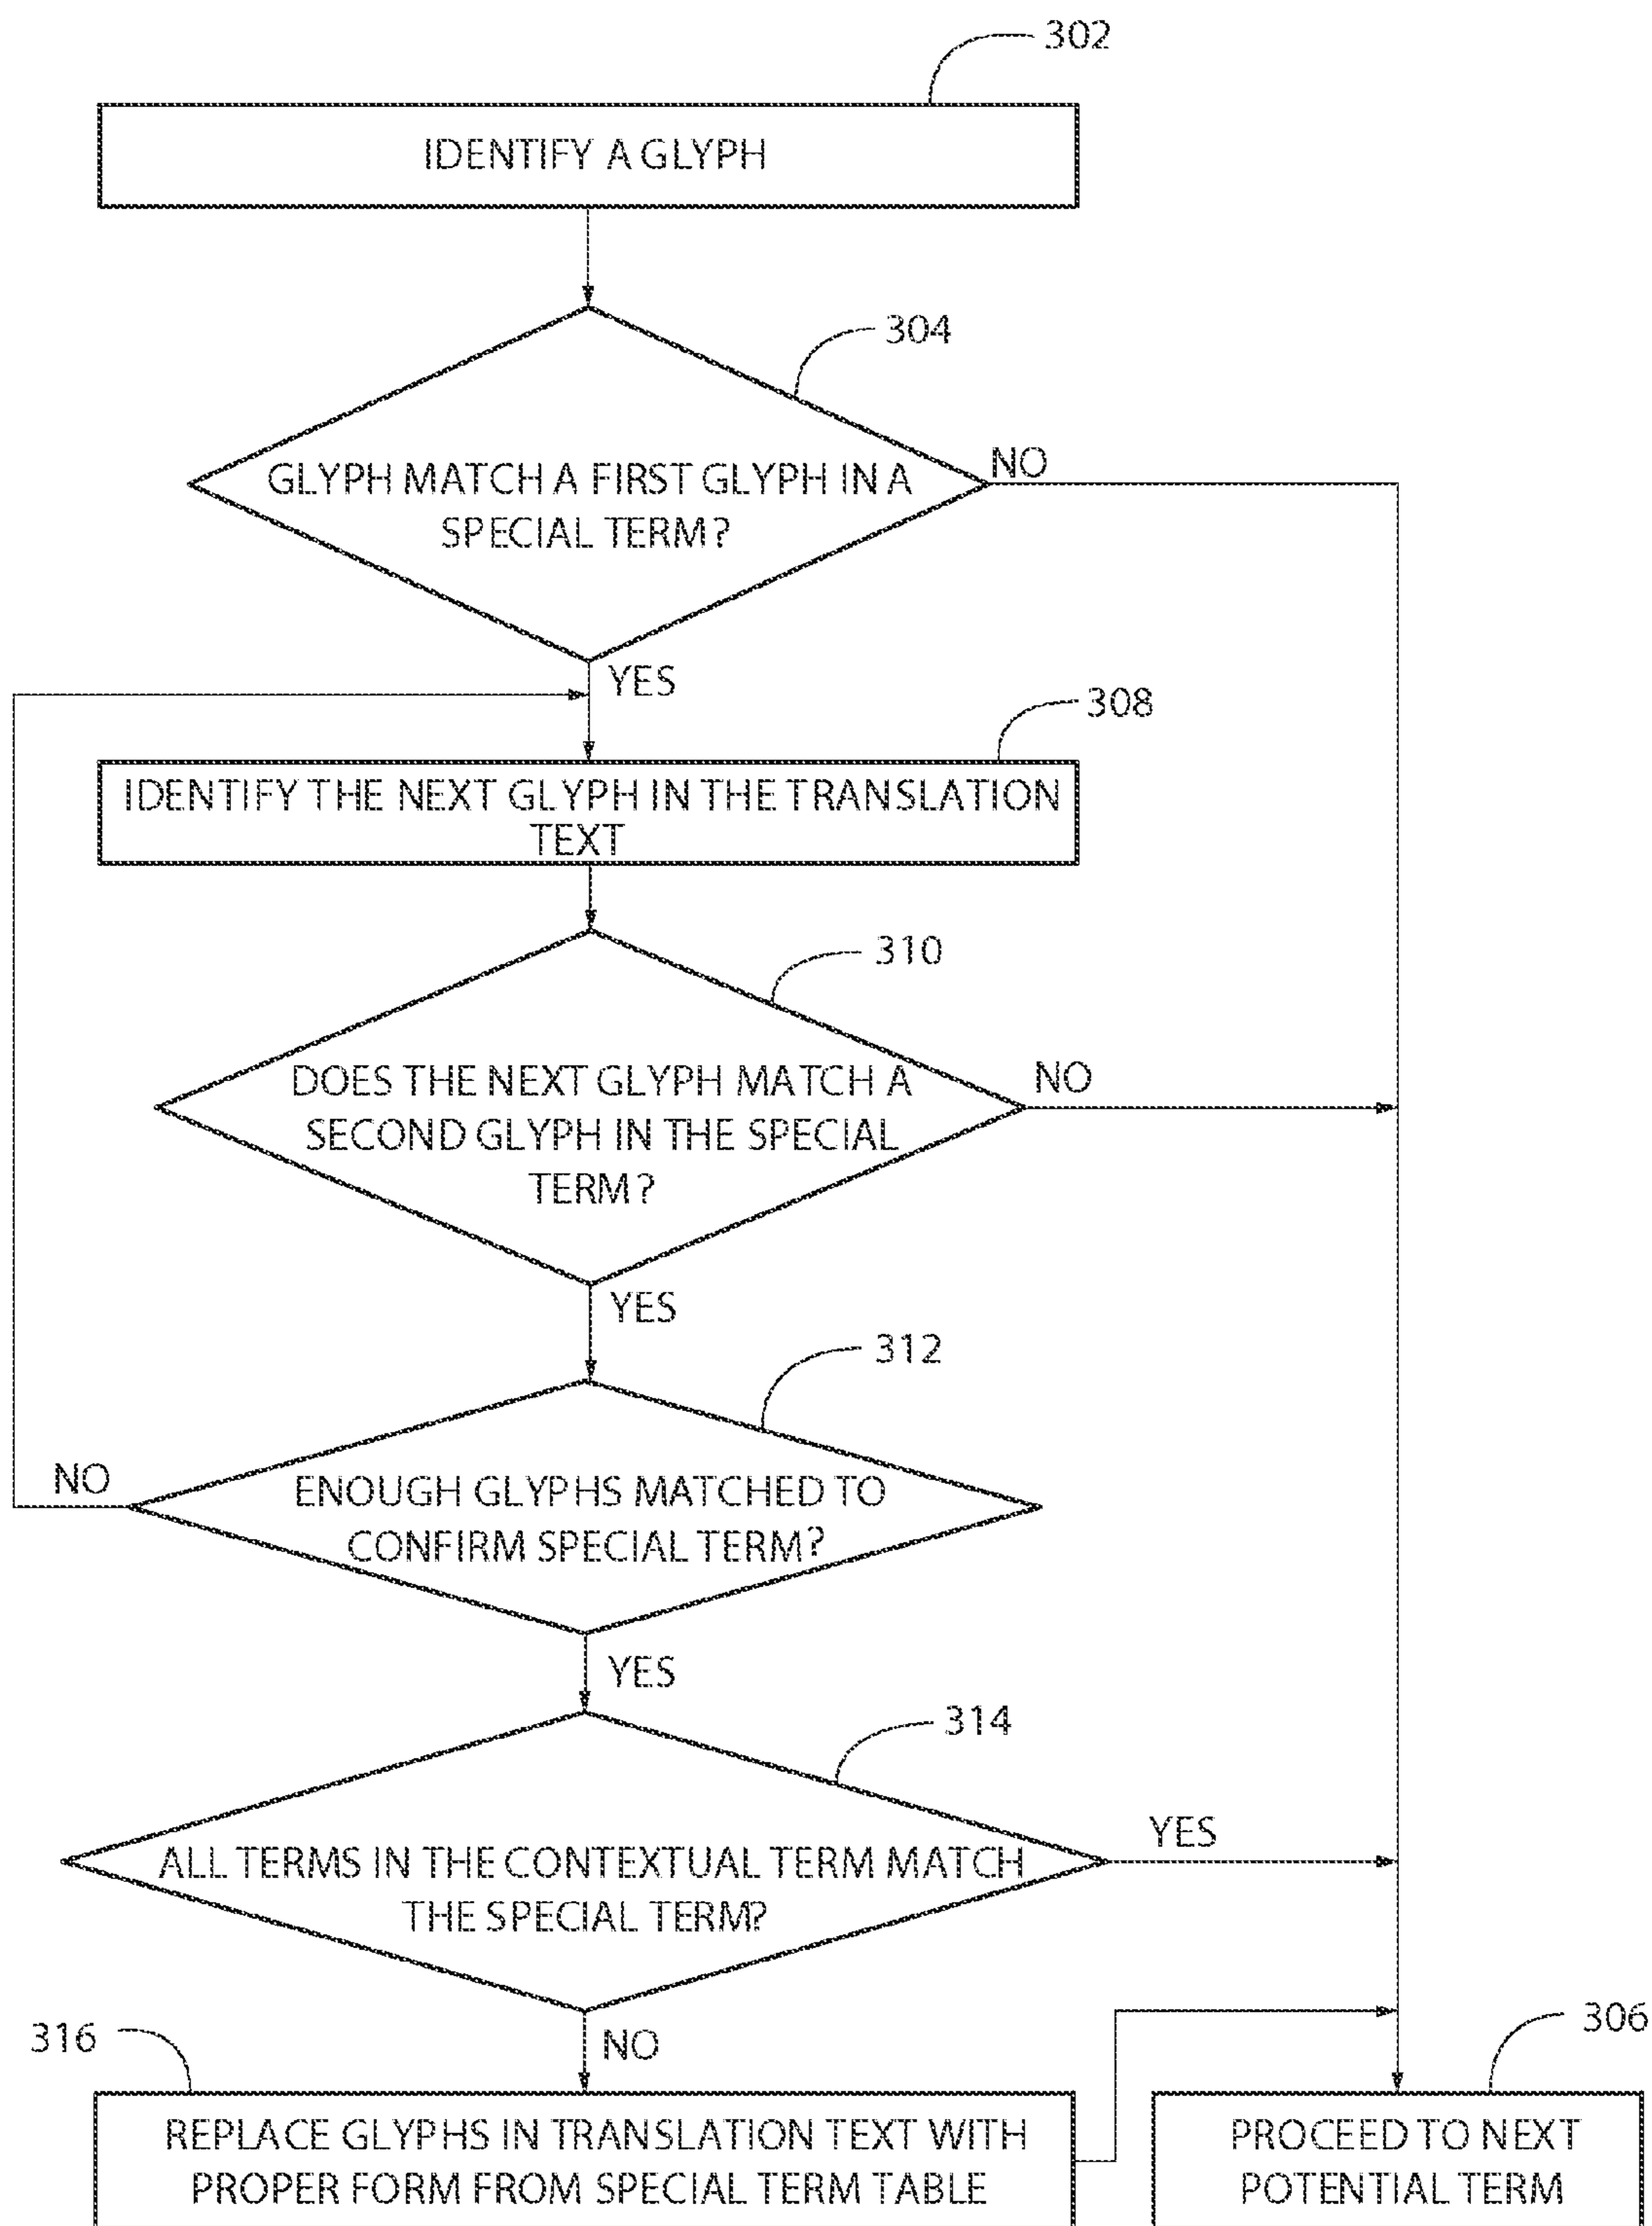 302
IDENTIFY A GLYPH
304
GLYPH MATCH A FIRST GLYPH IN A
SPECIAL TERM?
NO
YES
308
IDENTIFY THE NEXT GLYPH IN THE TRANSLATION
TEXT
310
DOES THE NEXT GLYPH MATCH A
SECOND GLYPH IN THE SPECIAL
TERM?
NO
YES
312
NO
ENOUGH GLYPHS MATCHED TO
CONFIRM SPECIAL TERM?
YES
314
YES
ALL TERMS IN THE CONTEXTUAL TERM MATCH
THE SPECIAL TERM?
316
NO
306
REPLACE GLYPHS IN TRANSLATION TEXT WITH
PROPER FORM FROM SPECIAL TERM TABLE
PROCEED TO NEXT
POTENTIAL TERM